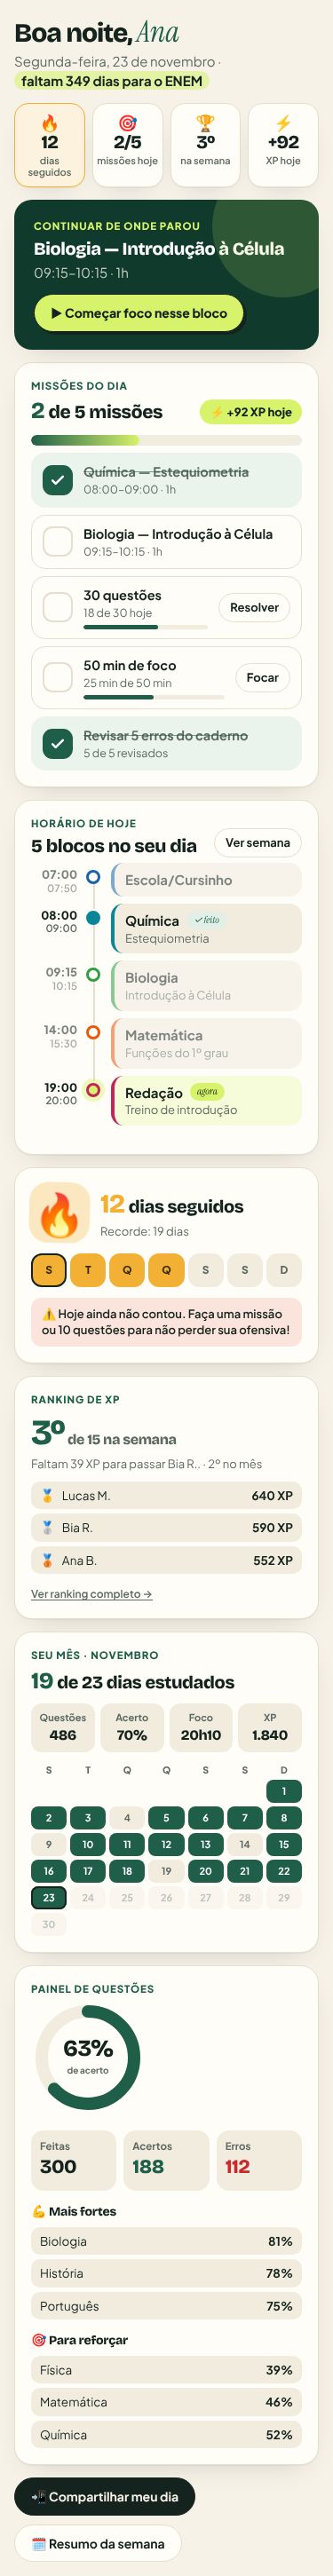 Boa noite, Ana
Segunda-feira, 23 de novembro ·
faltam 349 dias para o ENEM
🔥 🎯 🏆 ⚡
12 2/5 3º +92
dias seguidos missões hoje na semana XP hoje
CONTINUAR DE ONDE PAROU
Biologia — Introdução à Célula
09:15–10:15 · 1h
▶ Começar foco nesse bloco
MISSÕES DO DIA
2 de 5 missões
⚡ +92 XP hoje
Química — Estequiometria
08:00–09:00 · 1h
Biologia — Introdução à Célula
09:15–10:15 · 1h
30 questões
18 de 30 hoje
Resolver
50 min de foco
25 min de 50 min
Focar
Revisar 5 erros do caderno
5 de 5 revisados
HORÁRIO DE HOJE
5 blocos no seu dia
Ver semana
07:00
07:50
Escola/Cursinho
08:00
09:00
Química ✓ feito
Estequiometria
09:15
10:15
Biologia
Introdução à Célula
14:00
15:30
Matemática
Funções do 1º grau
19:00
20:00
Redação agora
Treino de introdução
🔥
12 dias seguidos
Recorde: 19 dias
S T Q Q S S D
⚠️ Hoje ainda não contou. Faça uma missão
ou 10 questões para não perder sua ofensiva!
RANKING DE XP
3º de 15 na semana
Faltam 39 XP para passar Bia R.. · 2º no mês
🥇 Lucas M. 640 XP
🥈 Bia R. 590 XP
🥉 Ana B. 552 XP
Ver ranking completo →
SEU MÊS · NOVEMBRO
19 de 23 dias estudados
Questões Acerto Foco XP
486 70% 20h10 1.840
S T Q Q S S D
1
2 3 4 5 6 7 8
9 10 11 12 13 14 15
16 17 18 19 20 21 22
23 24 25 26 27 28 29
30
PAINEL DE QUESTÕES
63%
de acerto
Feitas Acertos Erros
300 188 112
💪 Mais fortes
Biologia 81%
História 78%
Português 75%
🎯 Para reforçar
Física 39%
Matemática 46%
Química 52%
📲 Compartilhar meu dia
🗓️ Resumo da semana